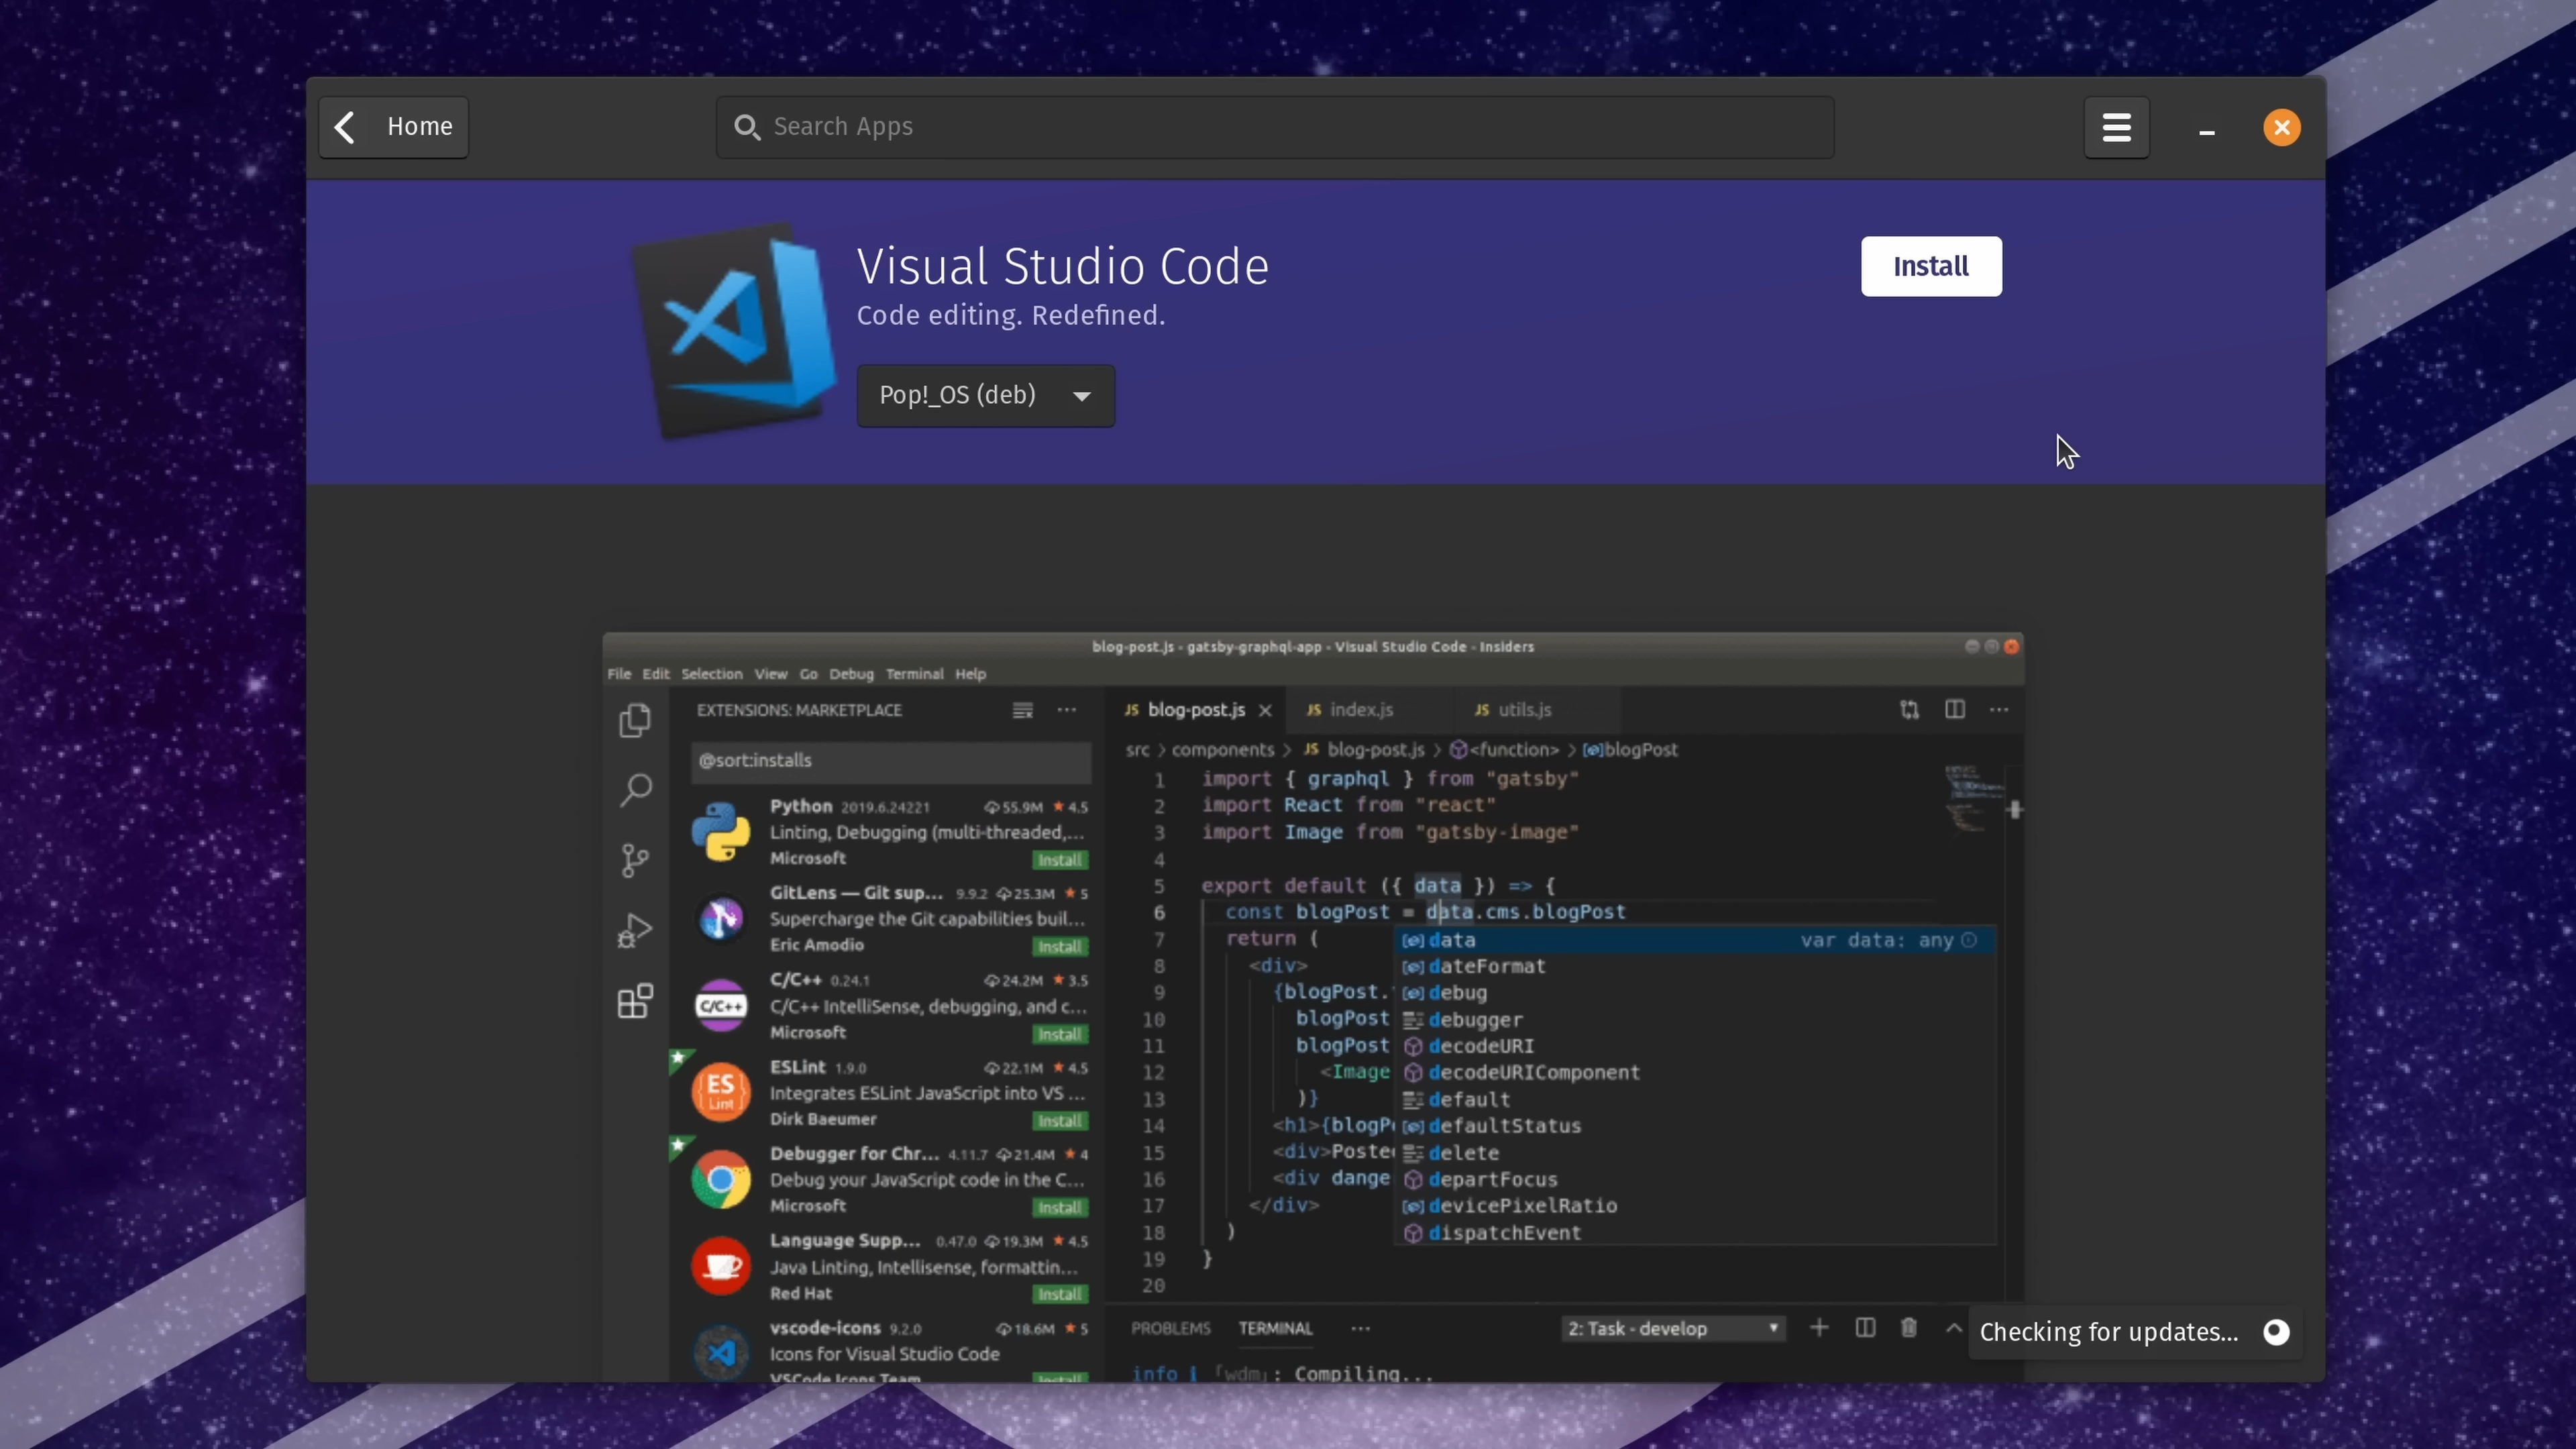 Home
Search Apps
Visual Studio Code
Code editing. Redefined.
Install
Pop!_OS (deb)
blog-post.js - gatsby-graphql-app - Visual Studio Code - Insiders
File Edit Selection View Go Debug Terminal Help
EXTENSIONS: MARKETPLACE
@sort:installs
Python 2019.6.24221 55.9M 4.5
Linting, Debugging (multi-threaded,...
Microsoft Install
GitLens — Git sup... 9.9.2 25.3M 5
Supercharge the Git capabilities buil...
Eric Amodio Install
C/C++
C/C++ 0.24.1 24.2M 3.5
C/C++ IntelliSense, debugging, and c...
Microsoft Install
ES Lint
ESLint 1.9.0 22.1M 4.5
Integrates ESLint JavaScript into VS ...
Dirk Baeumer Install
Debugger for Chr... 4.11.7 21.4M 4
Debug your JavaScript code in the C...
Microsoft Install
Language Supp... 0.47.0 19.3M 4.5
Java Linting, Intellisense, formattin...
Red Hat Install
vscode-icons 9.2.0 18.6M 5
Icons for Visual Studio Code
VSCode Icons Team Install
JS blog-post.js JS index.js JS utils.js
src > components > JS blog-post.js > <function> > blogPost
1 import { graphql } from "gatsby"
2 import React from "react"
3 import Image from "gatsby-image"
4
5 export default ({ data }) => {
6 const blogPost = data.cms.blogPost
7 return (
8 <div>
9 {blogPost.
10 blogPost
11 blogPost
12 <Image
13 )}
14 <h1>{blogP
15 <div>Poste
16 <div dange
17 </div>
18 )
19 }
20
data var data: any
dateFormat
debug
debugger
decodeURI
decodeURIComponent
default
defaultStatus
delete
departFocus
devicePixelRatio
dispatchEvent
PROBLEMS TERMINAL ... 2: Task - develop
info i 「wdm」: Compiling...
Checking for updates...